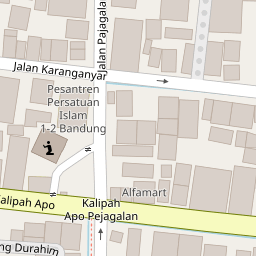 Jalan Pajagalan
Jalan Karanganyar
Pesantren
Persatuan
Islam
1-2 Bandung
Alfamart
Kalipah Apo
Kalipah
Apo Pejagalan
ng Durahim